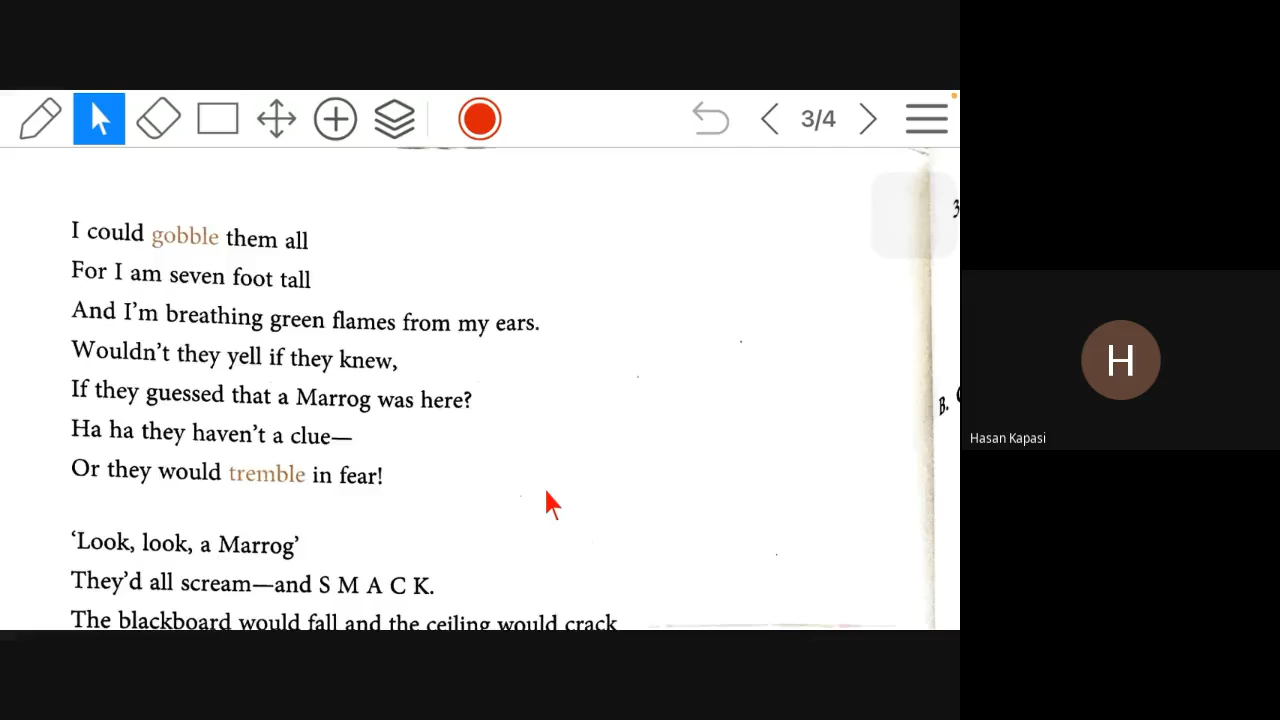 3/4
I could gobble them all
For I am seven foot tall
And I'm breathing green flames from my ears.
Wouldn't they yell if they knew,
If they guessed that a Marrog was here?
Ha ha they haven't a clue—
Or they would tremble in fear!
'Look, look, a Marrog'
They'd all scream—and S M A C K.
The blackboard would fall and the ceiling would crack
3
B.
H
Hasan Kapasi